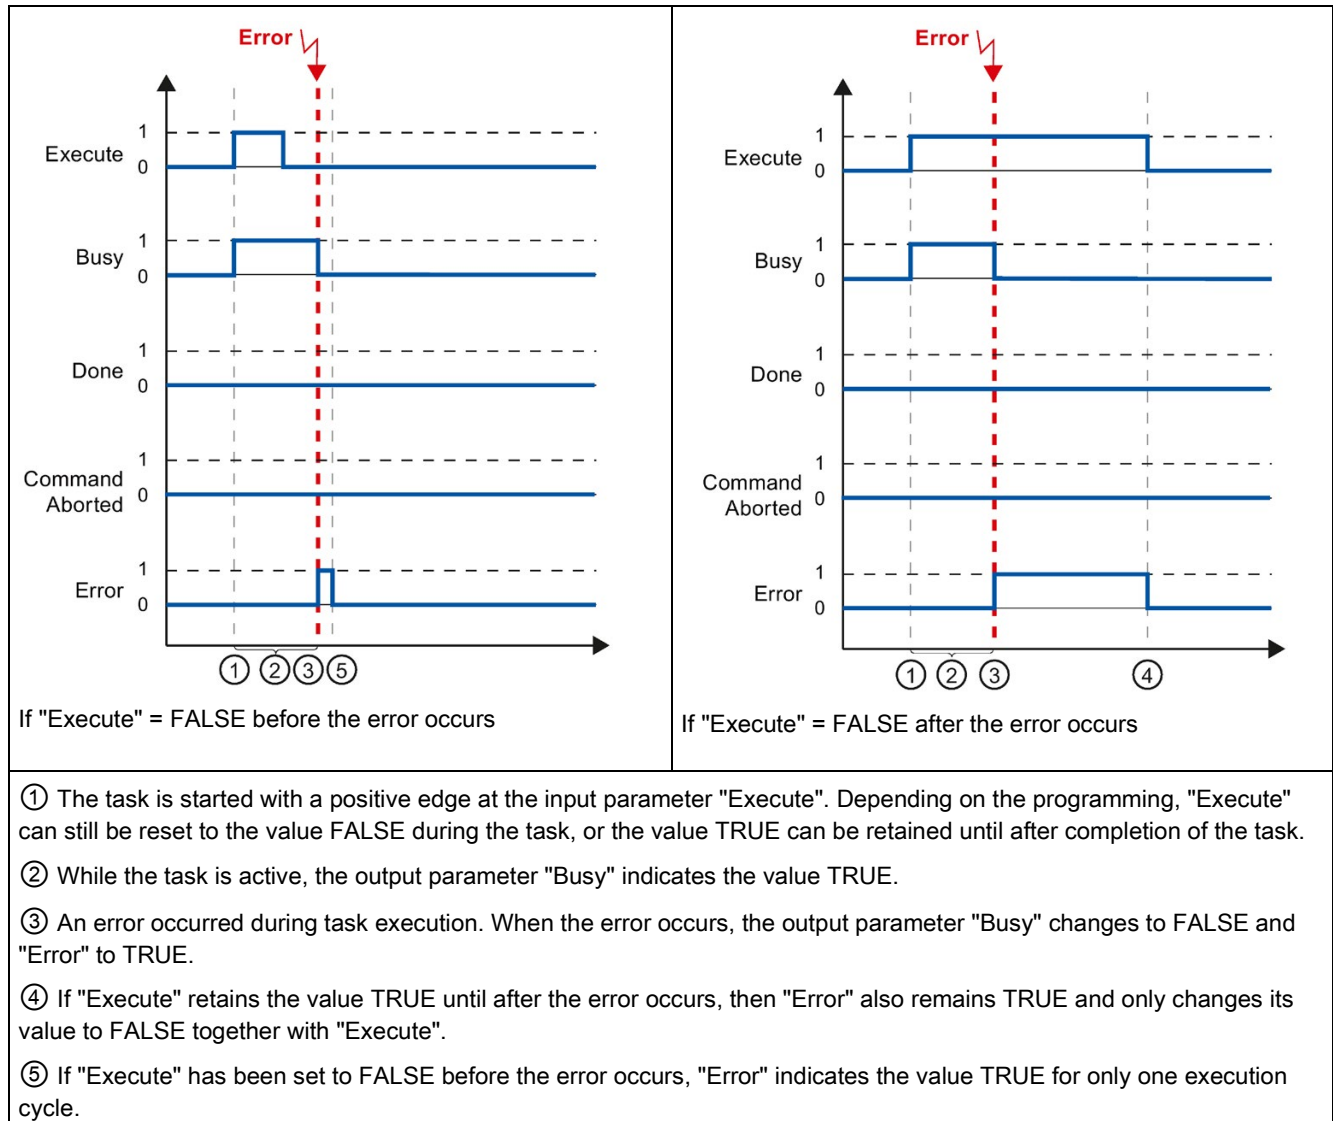 Error
1
Execute
0
1
Busy
0
1
Done
0
1
Command
Aborted
0
1
Error
0
① ② ③ ⑤
If "Execute" = FALSE before the error occurs
Error
1
Execute
0
1
Busy
0
1
Done
0
1
Command
Aborted
0
1
Error
0
① ② ③ ④
If "Execute" = FALSE after the error occurs
① The task is started with a positive edge at the input parameter "Execute". Depending on the programming, "Execute"
can still be reset to the value FALSE during the task, or the value TRUE can be retained until after completion of the task.
② While the task is active, the output parameter "Busy" indicates the value TRUE.
③ An error occurred during task execution. When the error occurs, the output parameter "Busy" changes to FALSE and
"Error" to TRUE.
④ If "Execute" retains the value TRUE until after the error occurs, then "Error" also remains TRUE and only changes its
value to FALSE together with "Execute".
⑤ If "Execute" has been set to FALSE before the error occurs, "Error" indicates the value TRUE for only one execution
cycle.